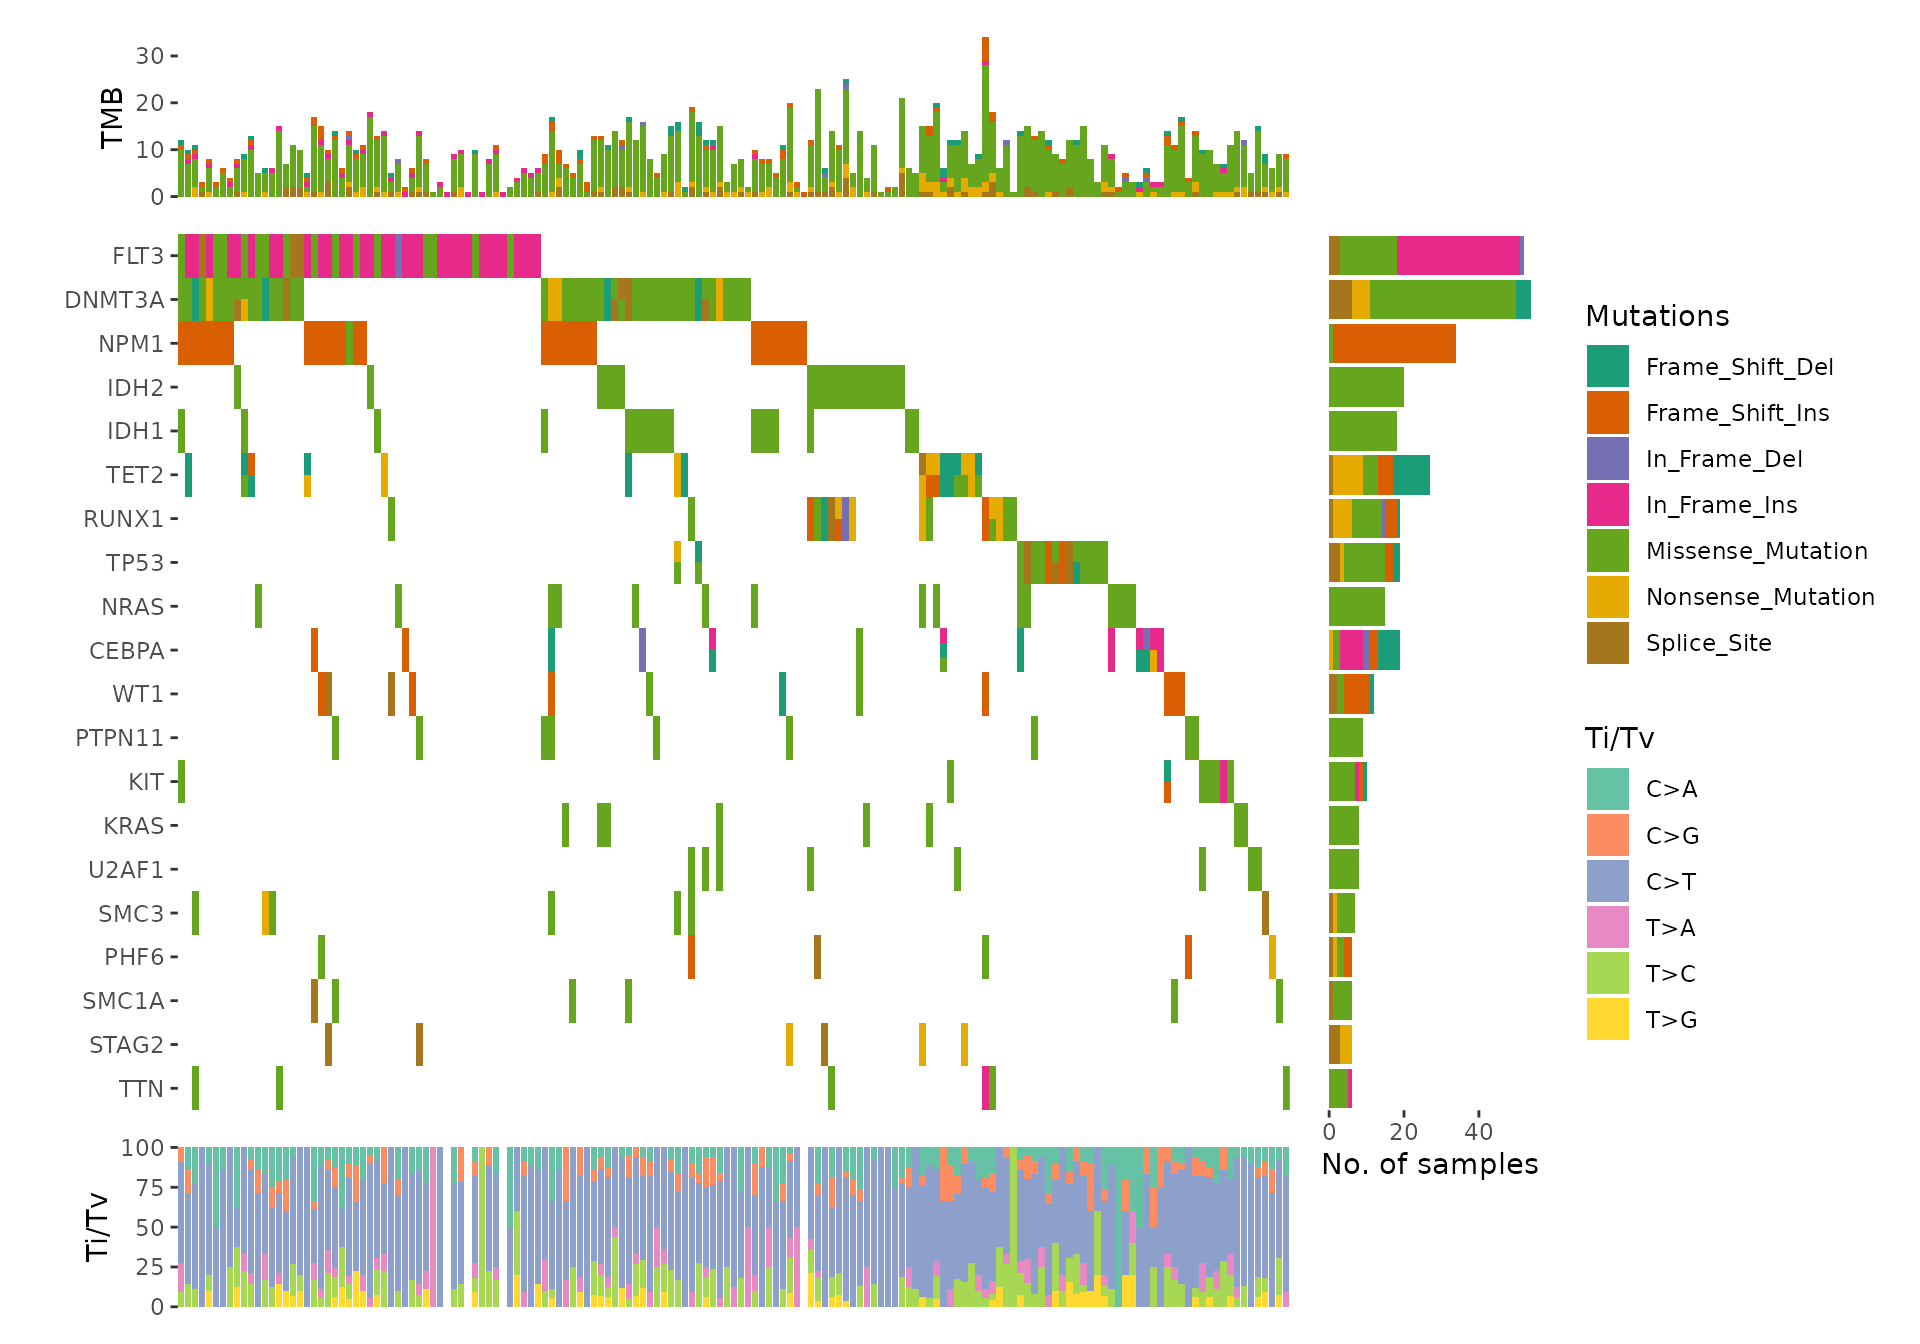 TMB
30
20
10
0
FLT3
DNMT3A
NPM1
IDH2
IDH1
TET2
RUNX1
TP53
NRAS
CEBPA
WT1
PTPN11
KIT
KRAS
U2AF1
SMC3
PHF6
SMC1A
STAG2
TTN
0 20 40
No. of samples
Ti/Tv
100
75
50
25
0
Mutations
Frame_Shift_Del
Frame_Shift_Ins
In_Frame_Del
In_Frame_Ins
Missense_Mutation
Nonsense_Mutation
Splice_Site
Ti/Tv
C>A
C>G
C>T
T>A
T>C
T>G